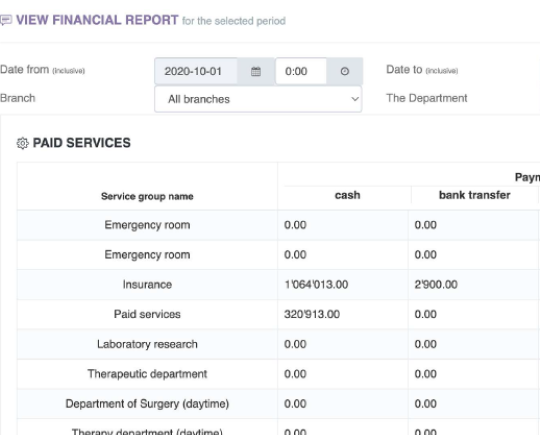 VIEW FINANCIAL REPORT for the selected period
Date from (Inclusive) 2020-10-01 0:00 Date to (Inclusive)
Branch All branches The Department
PAID SERVICES
Paym
Service group name cash bank transfer
Emergency room 0.00 0.00
Emergency room 0.00 0.00
Insurance 1'064'013.00 2'900.00
Paid services 320'913.00 0.00
Laboratory research 0.00 0.00
Therapeutic department 0.00 0.00
Department of Surgery (daytime) 0.00 0.00
Therapy department (daytime) 0.00 0.00